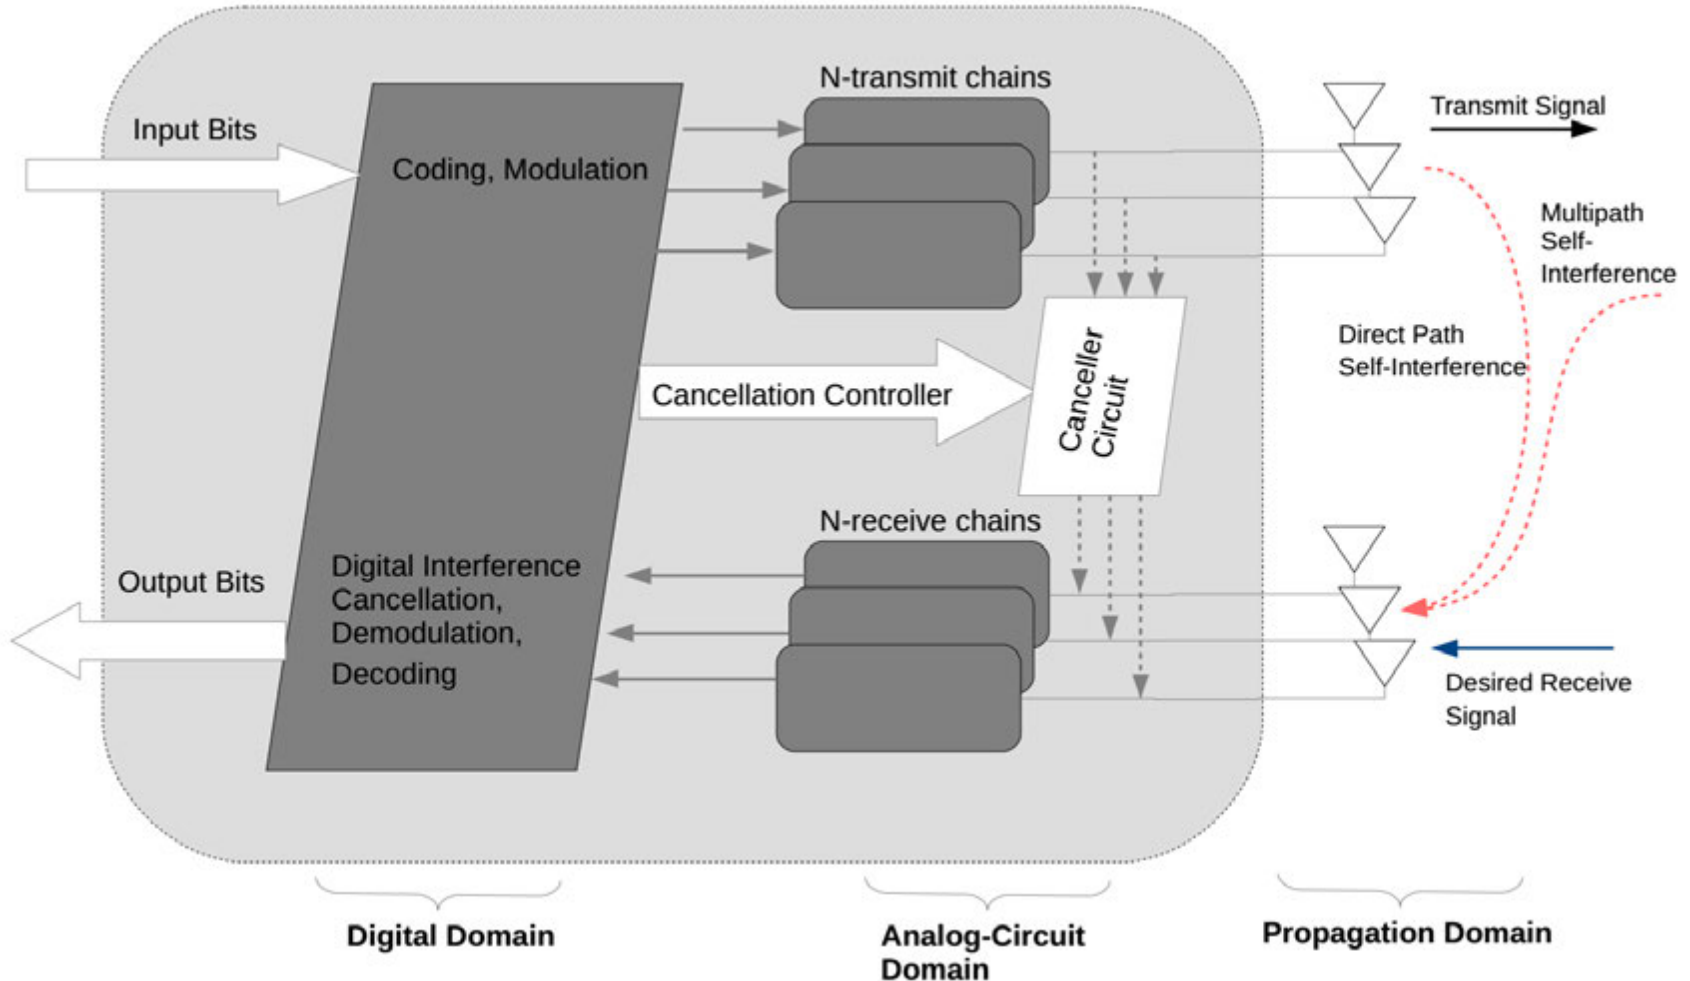 N-transmit chains
Transmit Signal
Input Bits
Coding, Modulation
Multipath
Self-
Interference
Direct Path
Self-Interference
Cancellation Controller
Canceller
Circuit
N-receive chains
Output Bits
Digital Interference
Cancellation,
Demodulation,
Decoding
Desired Receive
Signal
Digital Domain
Analog-Circuit
Domain
Propagation Domain